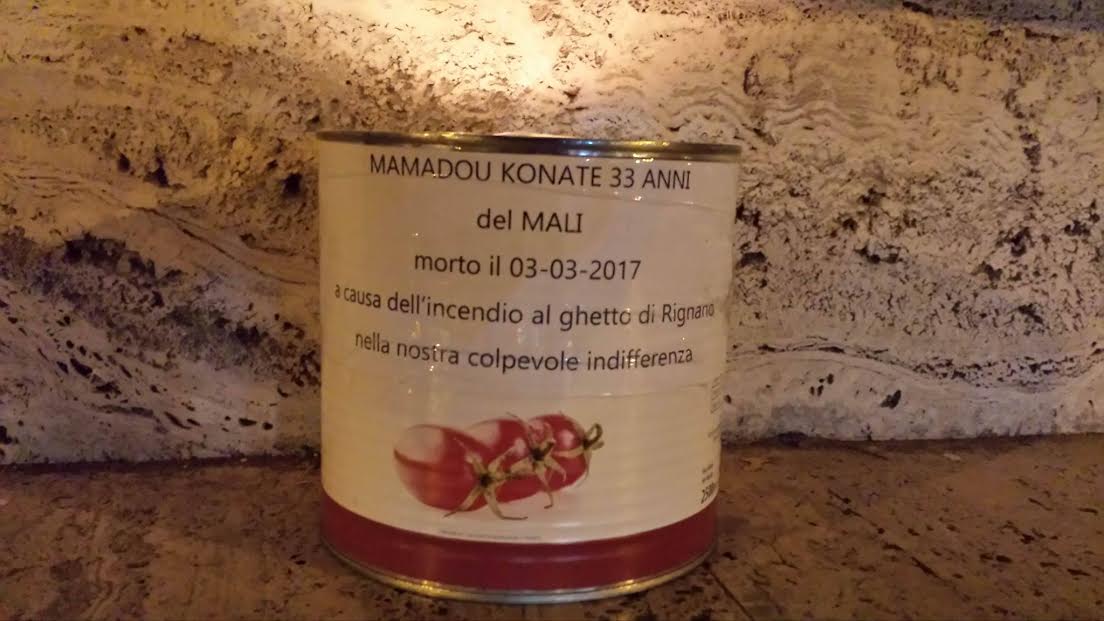 MAMADOU KONATE 33 ANNI
del MALI
morto il 03-03-2017
a causa dell'incendio al ghetto di Rignano
nella nostra colpevole indifferenza